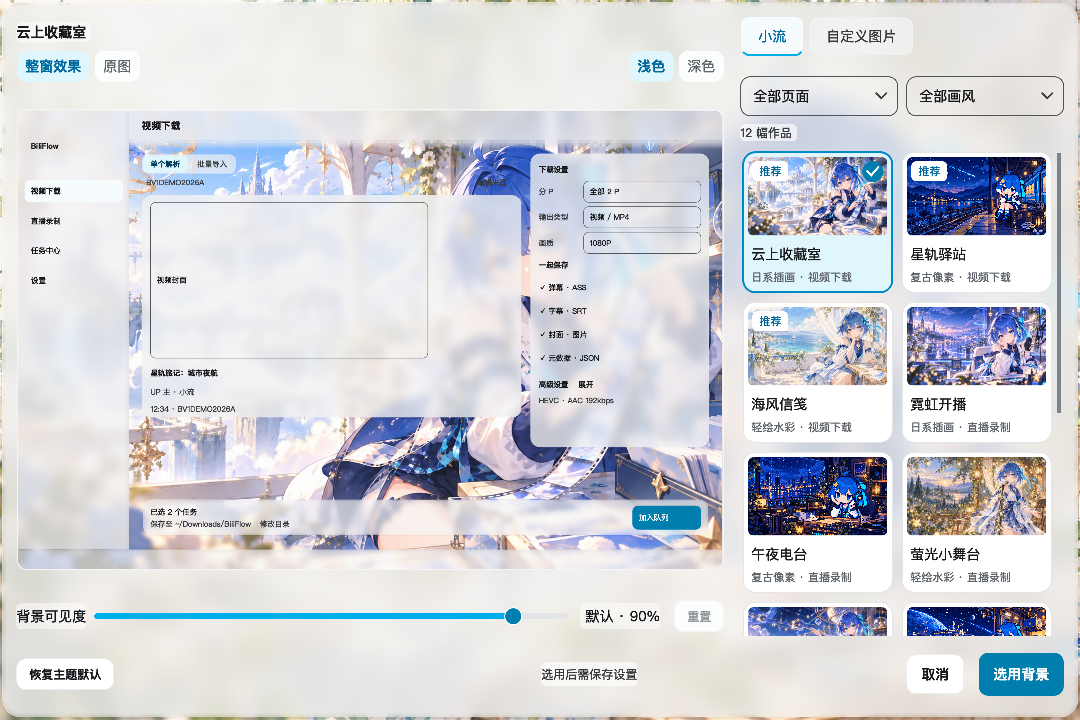 云上收藏室
整窗效果
原图
浅色
深色
BiliFlow
视频下载
直播录制
任务中心
设置
视频下载
单个解析
批量导入
BV1DEMO2026A
视频封面
星轨旅记：城市夜航
UP 主 · 小流
12:34 · BV1DEMO2026A
下载设置
分 P
全部 2 P
输出类型
视频 / MP4
画质
1080P
一起保存
✓ 弹幕 · ASS
✓ 字幕 · SRT
✓ 封面 · 图片
✓ 元数据 · JSON
高级设置 展开
HEVC · AAC 192kbps
已选 2 个任务
保存至 ~/Downloads/BiliFlow 修改目录
加入队列
背景可见度
默认 · 90%
重置
恢复主题默认
选用后需保存设置
小流
自定义图片
全部页面
全部画风
12 幅作品
推荐
云上收藏室
日系插画 · 视频下载
推荐
星轨驿站
复古像素 · 视频下载
推荐
海风信笺
轻绘水彩 · 视频下载
霓虹开播
日系插画 · 直播录制
午夜电台
复古像素 · 直播录制
萤光小舞台
轻绘水彩 · 直播录制
取消
选用背景